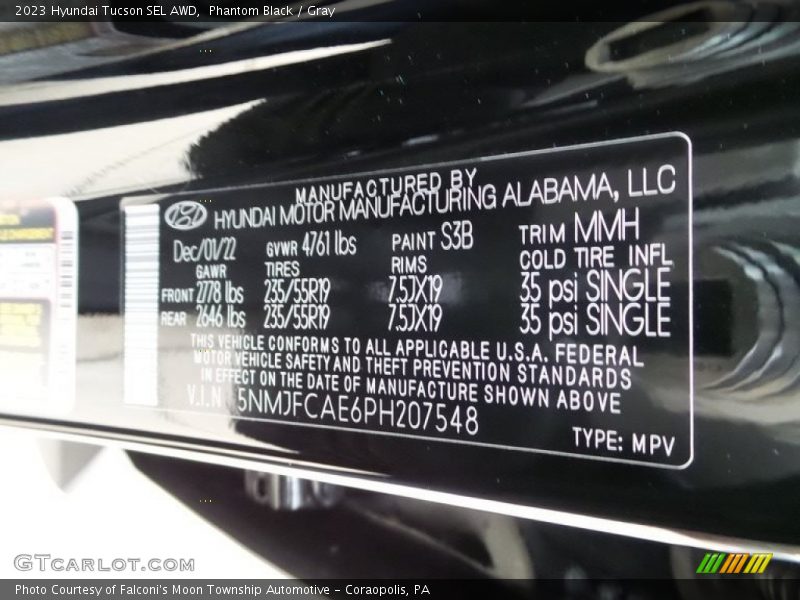 2023 Hyundai Tucson SEL AWD, Phantom Black / Gray
MANUFACTURED BY
HYUNDAI MOTOR MANUFACTURING ALABAMA, LLC
Dec/01/22 GVWR 4761 lbs PAINT S3B TRIM MMH
GAWR TIRES RIMS COLD TIRE INFL
FRONT 2778 lbs 235/55R19 7.5JX19 35 psi SINGLE
REAR 2646 lbs 235/55R19 7.5JX19 35 psi SINGLE
THIS VEHICLE CONFORMS TO ALL APPLICABLE U.S.A. FEDERAL
MOTOR VEHICLE SAFETY AND THEFT PREVENTION STANDARDS
IN EFFECT ON THE DATE OF MANUFACTURE SHOWN ABOVE
V.I.N 5NMJFCAE6PH207548
TYPE: MPV
GTCARLOT.COM
Photo Courtesy of Falconi's Moon Township Automotive - Coraopolis, PA